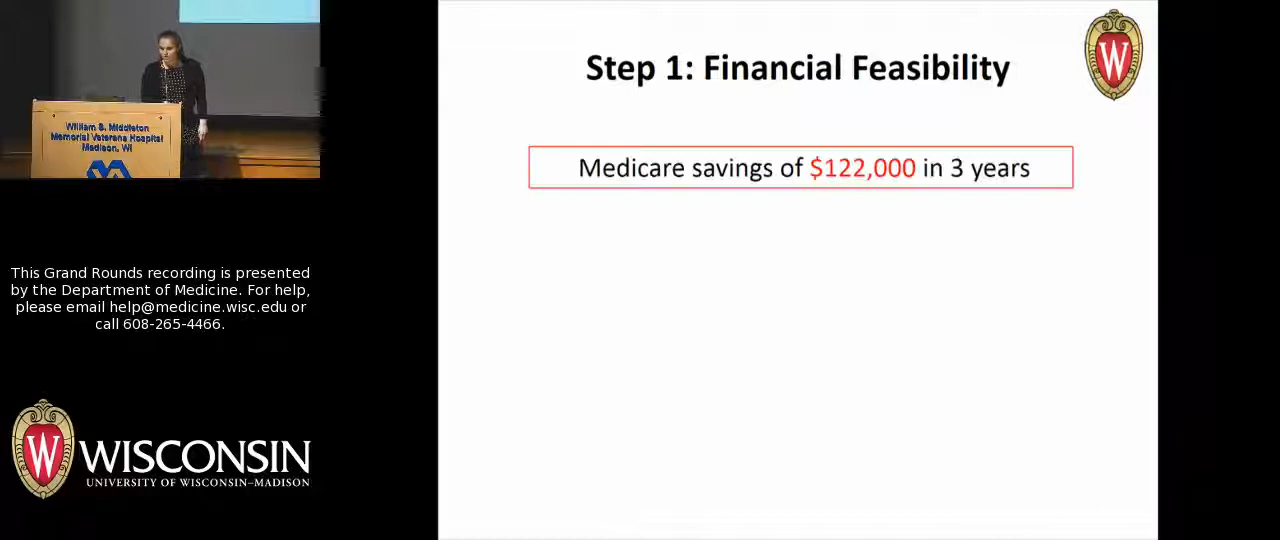 William S. Middleton
Memorial Veterans Hospital
Madison, WI
This Grand Rounds recording is presented
by the Department of Medicine. For help,
please email help@medicine.wisc.edu or
call 608-265-4466.
W
WISCONSIN
UNIVERSITY OF WISCONSIN–MADISON
Step 1: Financial Feasibility
W
Medicare savings of $122,000 in 3 years